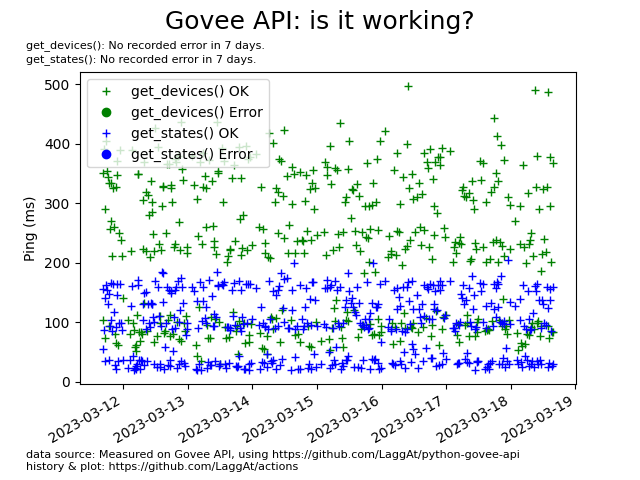 Govee API: is it working?
get_devices(): No recorded error in 7 days.
get_states(): No recorded error in 7 days.
get_devices() OK
get_devices() Error
get_states() OK
get_states() Error
Ping (ms)
500
400
300
200
100
0
2023-03-12
2023-03-13
2023-03-14
2023-03-15
2023-03-16
2023-03-17
2023-03-18
2023-03-19
data source: Measured on Govee API, using https://github.com/LaggAt/python-govee-api
history & plot: https://github.com/LaggAt/actions